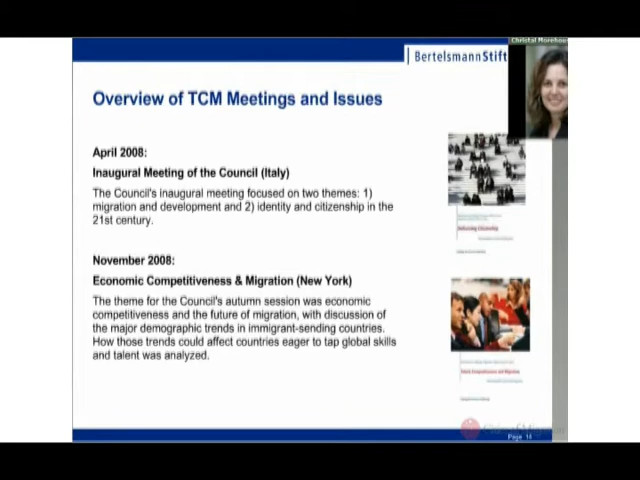 Christal Morehou
BertelsmannStift
Overview of TCM Meetings and Issues
April 2008:
Inaugural Meeting of the Council (Italy)
The Council's inaugural meeting focused on two themes: 1)
migration and development and 2) identity and citizenship in the
21st century.
November 2008:
Economic Competitiveness & Migration (New York)
The theme for the Council's autumn session was economic
competitiveness and the future of migration, with discussion of
the major demographic trends in immigrant-sending countries.
How those trends could affect countries eager to tap global skills
and talent was analyzed.
Page 14